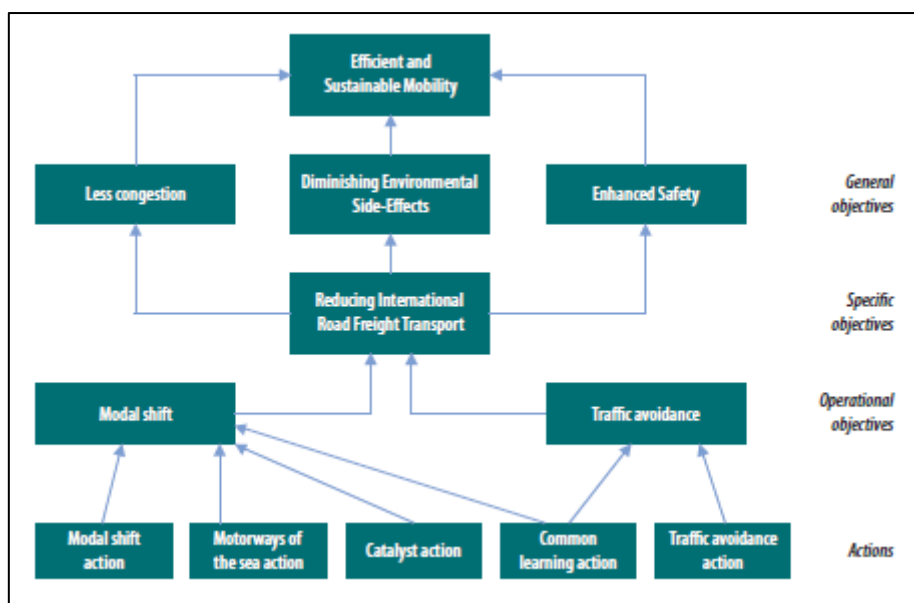 Efficient and
Sustainable Mobility
Less congestion
Diminishing Environmental
Side-Effects
Enhanced Safety
General
objectives
Reducing International
Road Freight Transport
Specific
objectives
Modal shift
Traffic avoidance
Operational
objectives
Modal shift
action
Motorways of
the sea action
Catalyst action
Common
learning action
Traffic avoidance
action
Actions